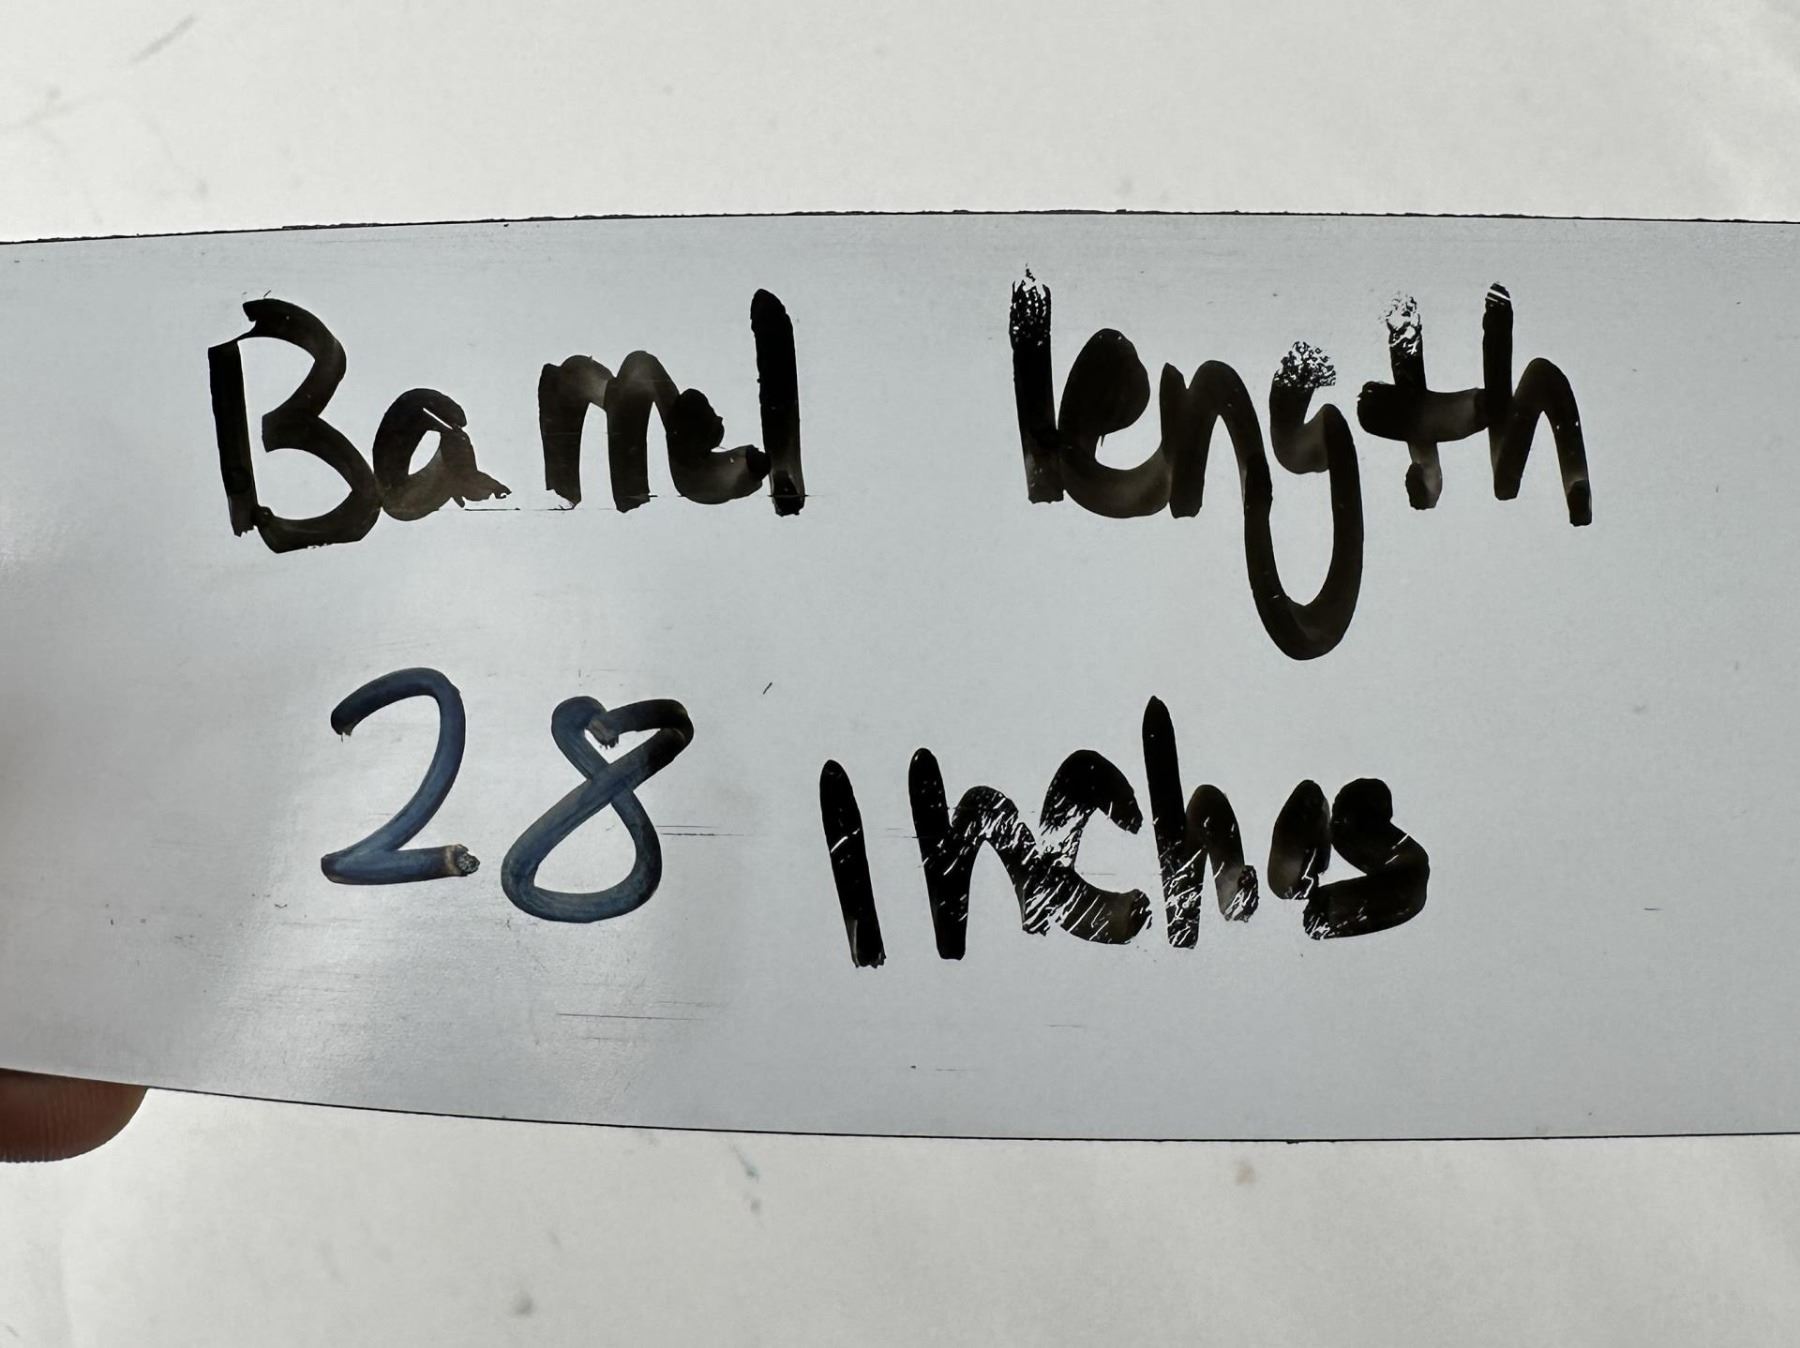 Barrel length
28 Inches